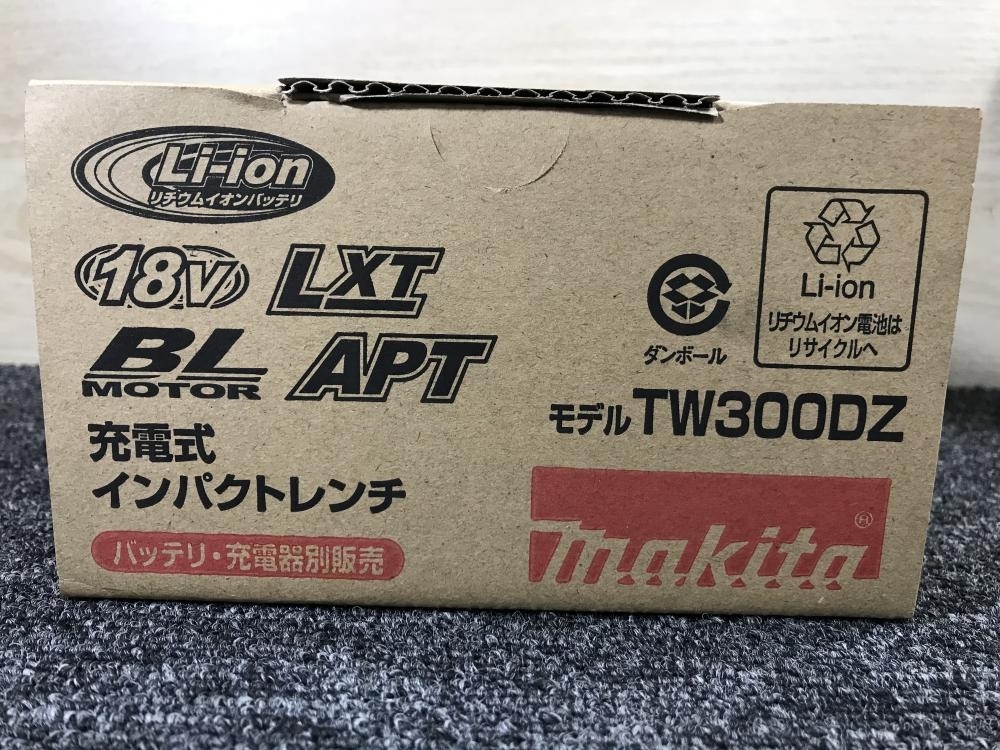 Li-ion
リチウムイオンバッテリ
18V
LXT
BL
MOTOR
APT
充電式
インパクトレンチ
バッテリ・充電器別販売
ダンボール
Li-ion
リチウムイオン電池は
リサイクルへ
モデル TW300DZ
makita®